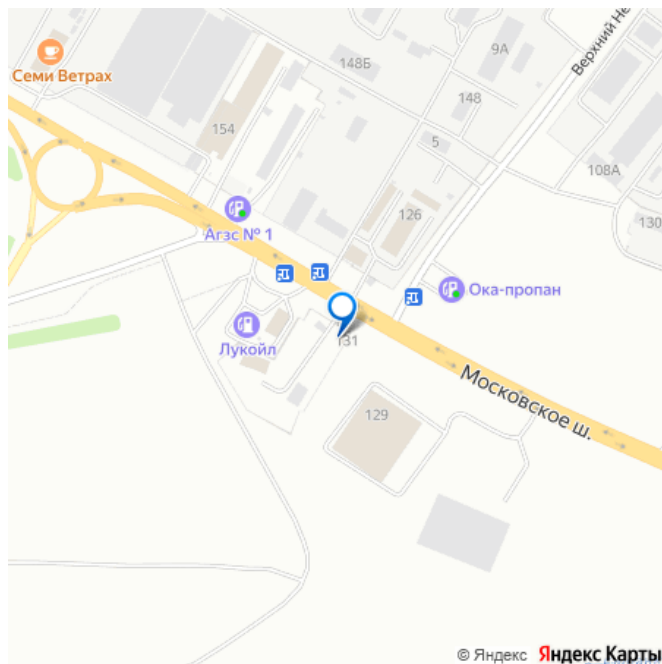 148Б
9А
Верхний Не
Семи Ветрах
148
154
5
108А
126
130
Агзс № 1
Ока-пропан
Лукойл
131
Московское ш.
129
© Яндекс Яндекс Карты